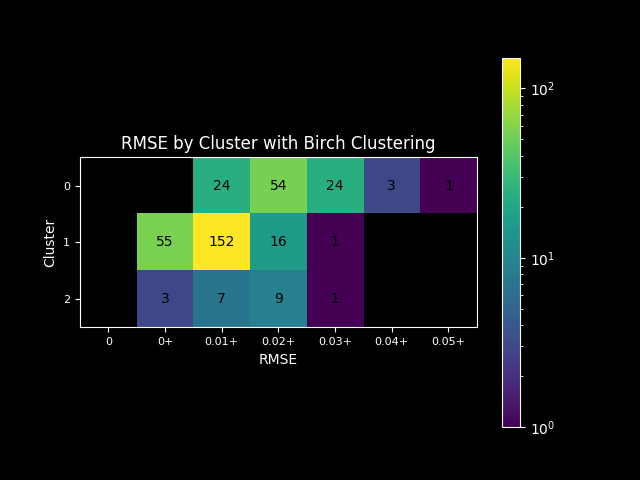 RMSE by Cluster with Birch Clustering
10²
0 24 54 24 3 1
Cluster
1 55 152 16 1
10¹
2 3 7 9 1
0 0+ 0.01+ 0.02+ 0.03+ 0.04+ 0.05+
RMSE
10⁰